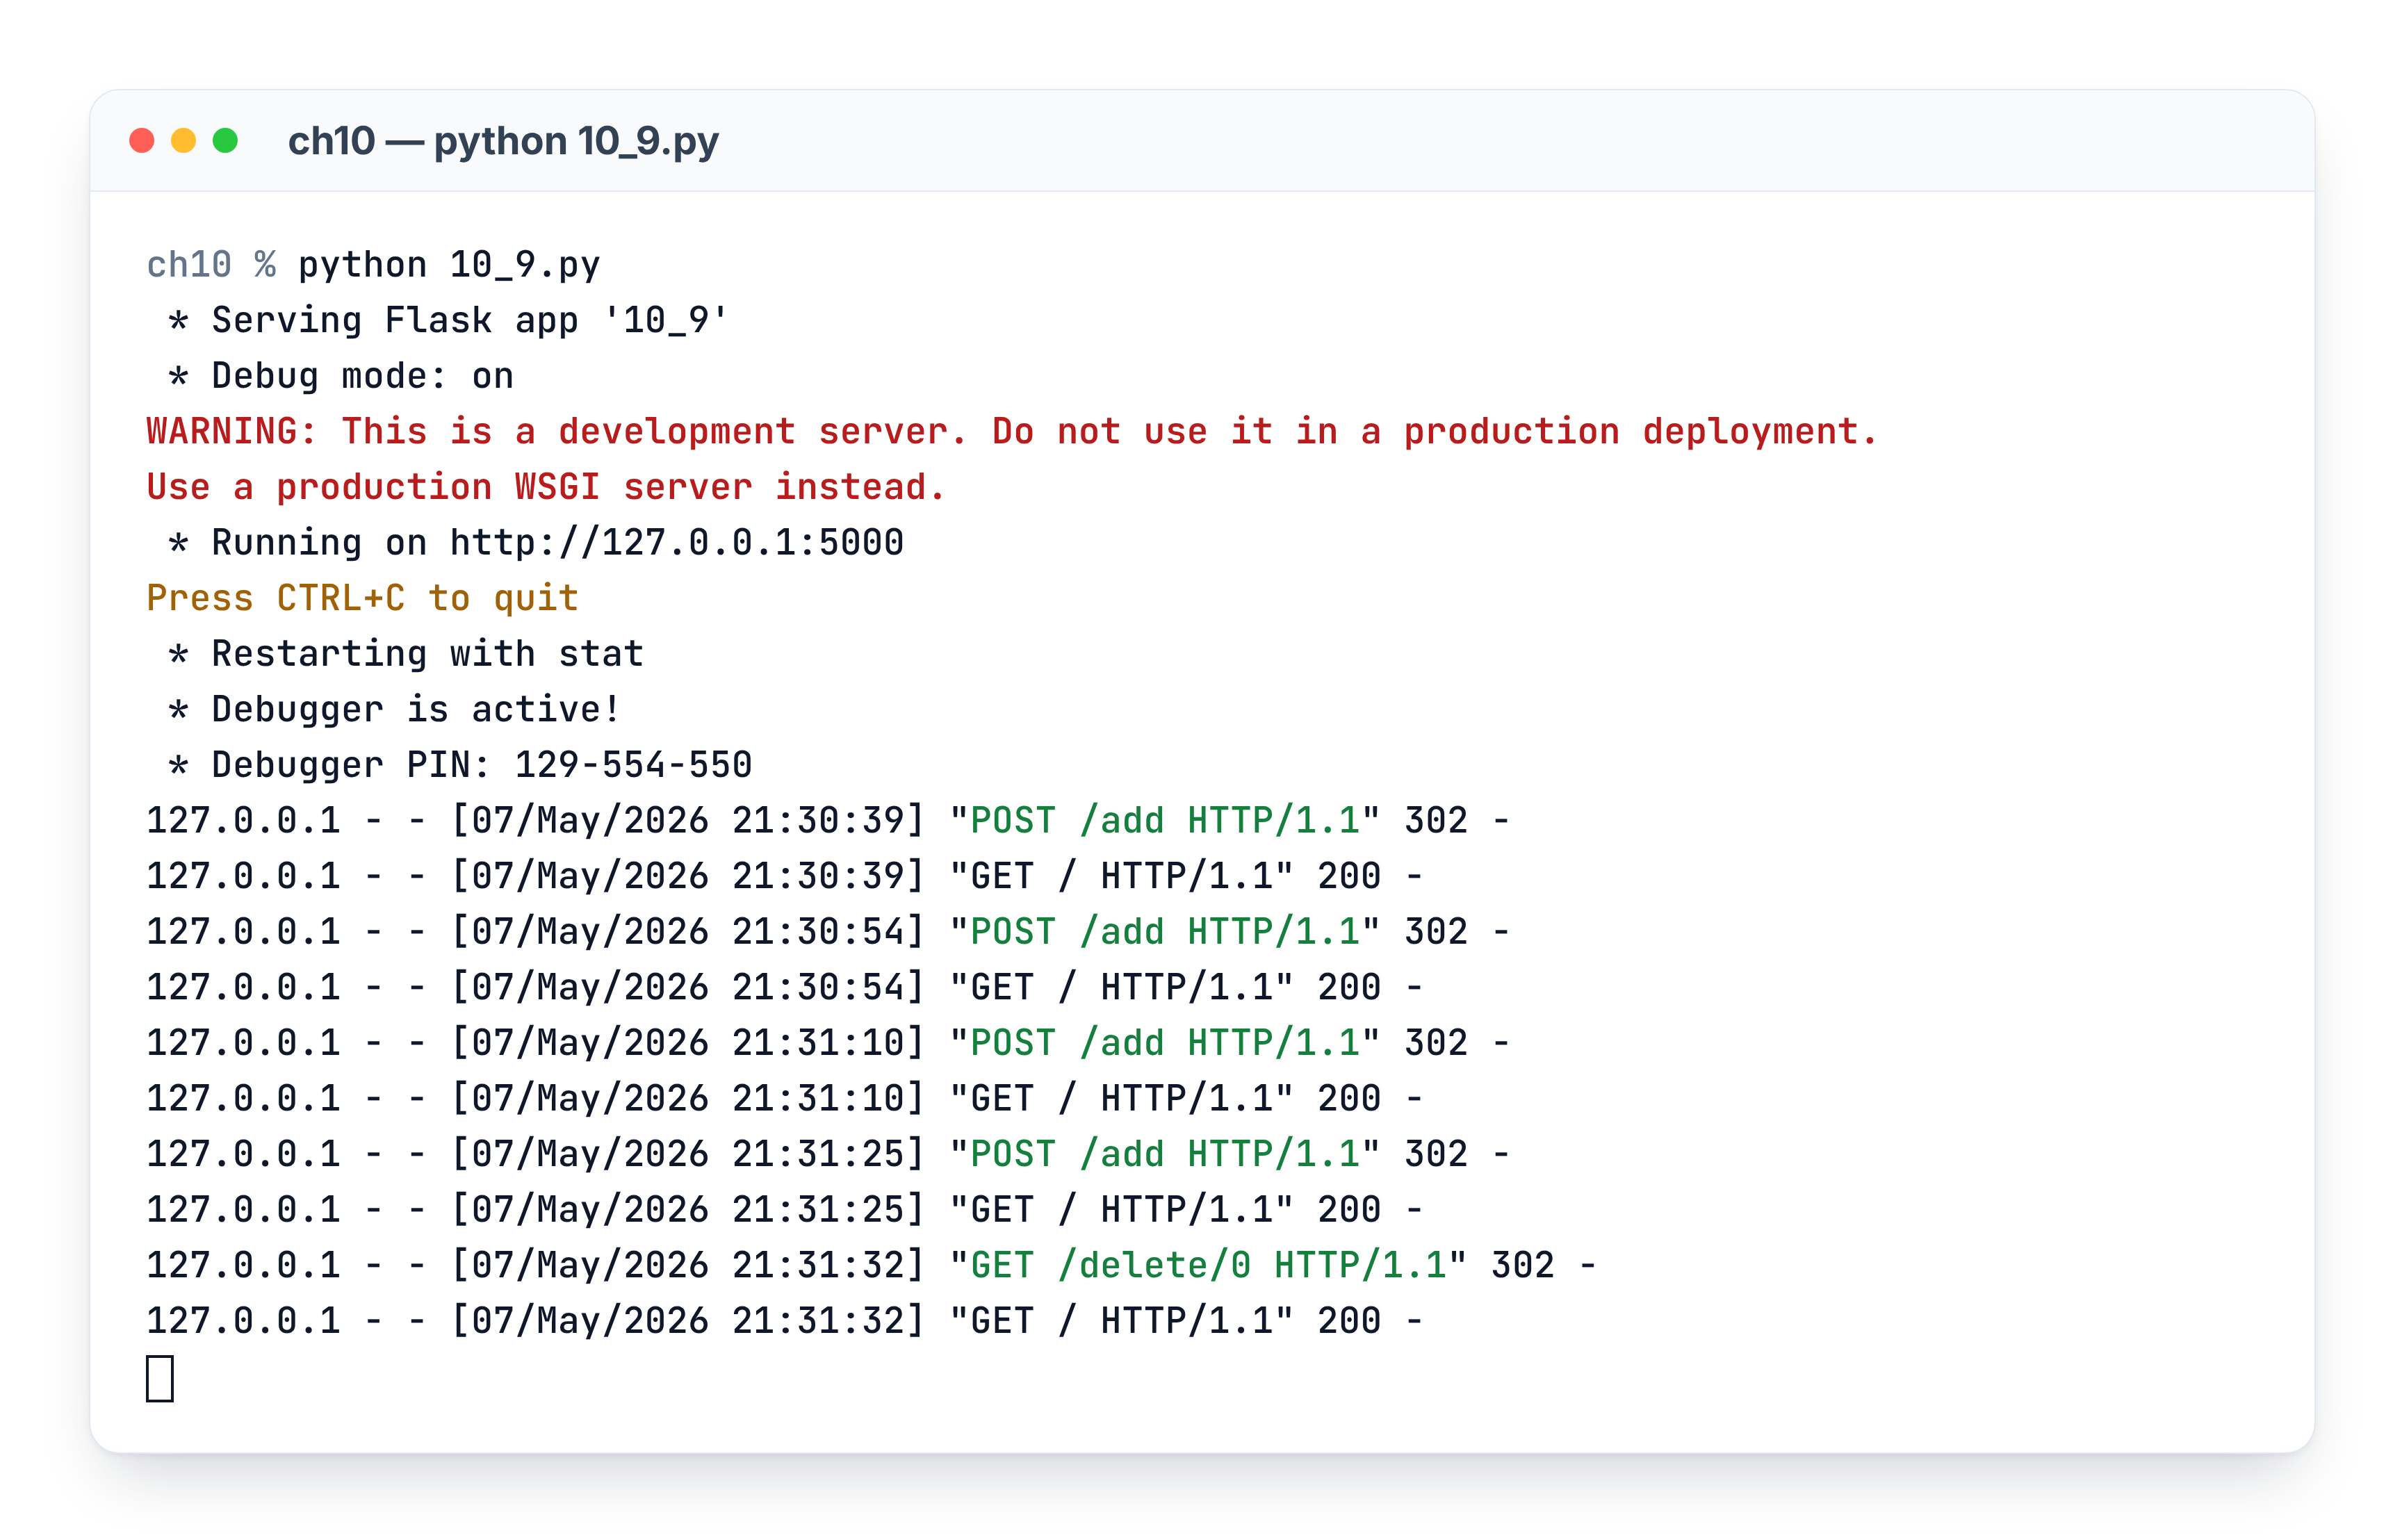 ch10 — python 10_9.py
ch10 % python 10_9.py
 * Serving Flask app '10_9'
 * Debug mode: on
WARNING: This is a development server. Do not use it in a production deployment.
Use a production WSGI server instead.
 * Running on http://127.0.0.1:5000
Press CTRL+C to quit
 * Restarting with stat
 * Debugger is active!
 * Debugger PIN: 129-554-550
127.0.0.1 - - [07/May/2026 21:30:39] "POST /add HTTP/1.1" 302 -
127.0.0.1 - - [07/May/2026 21:30:39] "GET / HTTP/1.1" 200 -
127.0.0.1 - - [07/May/2026 21:30:54] "POST /add HTTP/1.1" 302 -
127.0.0.1 - - [07/May/2026 21:30:54] "GET / HTTP/1.1" 200 -
127.0.0.1 - - [07/May/2026 21:31:10] "POST /add HTTP/1.1" 302 -
127.0.0.1 - - [07/May/2026 21:31:10] "GET / HTTP/1.1" 200 -
127.0.0.1 - - [07/May/2026 21:31:25] "POST /add HTTP/1.1" 302 -
127.0.0.1 - - [07/May/2026 21:31:25] "GET / HTTP/1.1" 200 -
127.0.0.1 - - [07/May/2026 21:31:32] "GET /delete/0 HTTP/1.1" 302 -
127.0.0.1 - - [07/May/2026 21:31:32] "GET / HTTP/1.1" 200 -